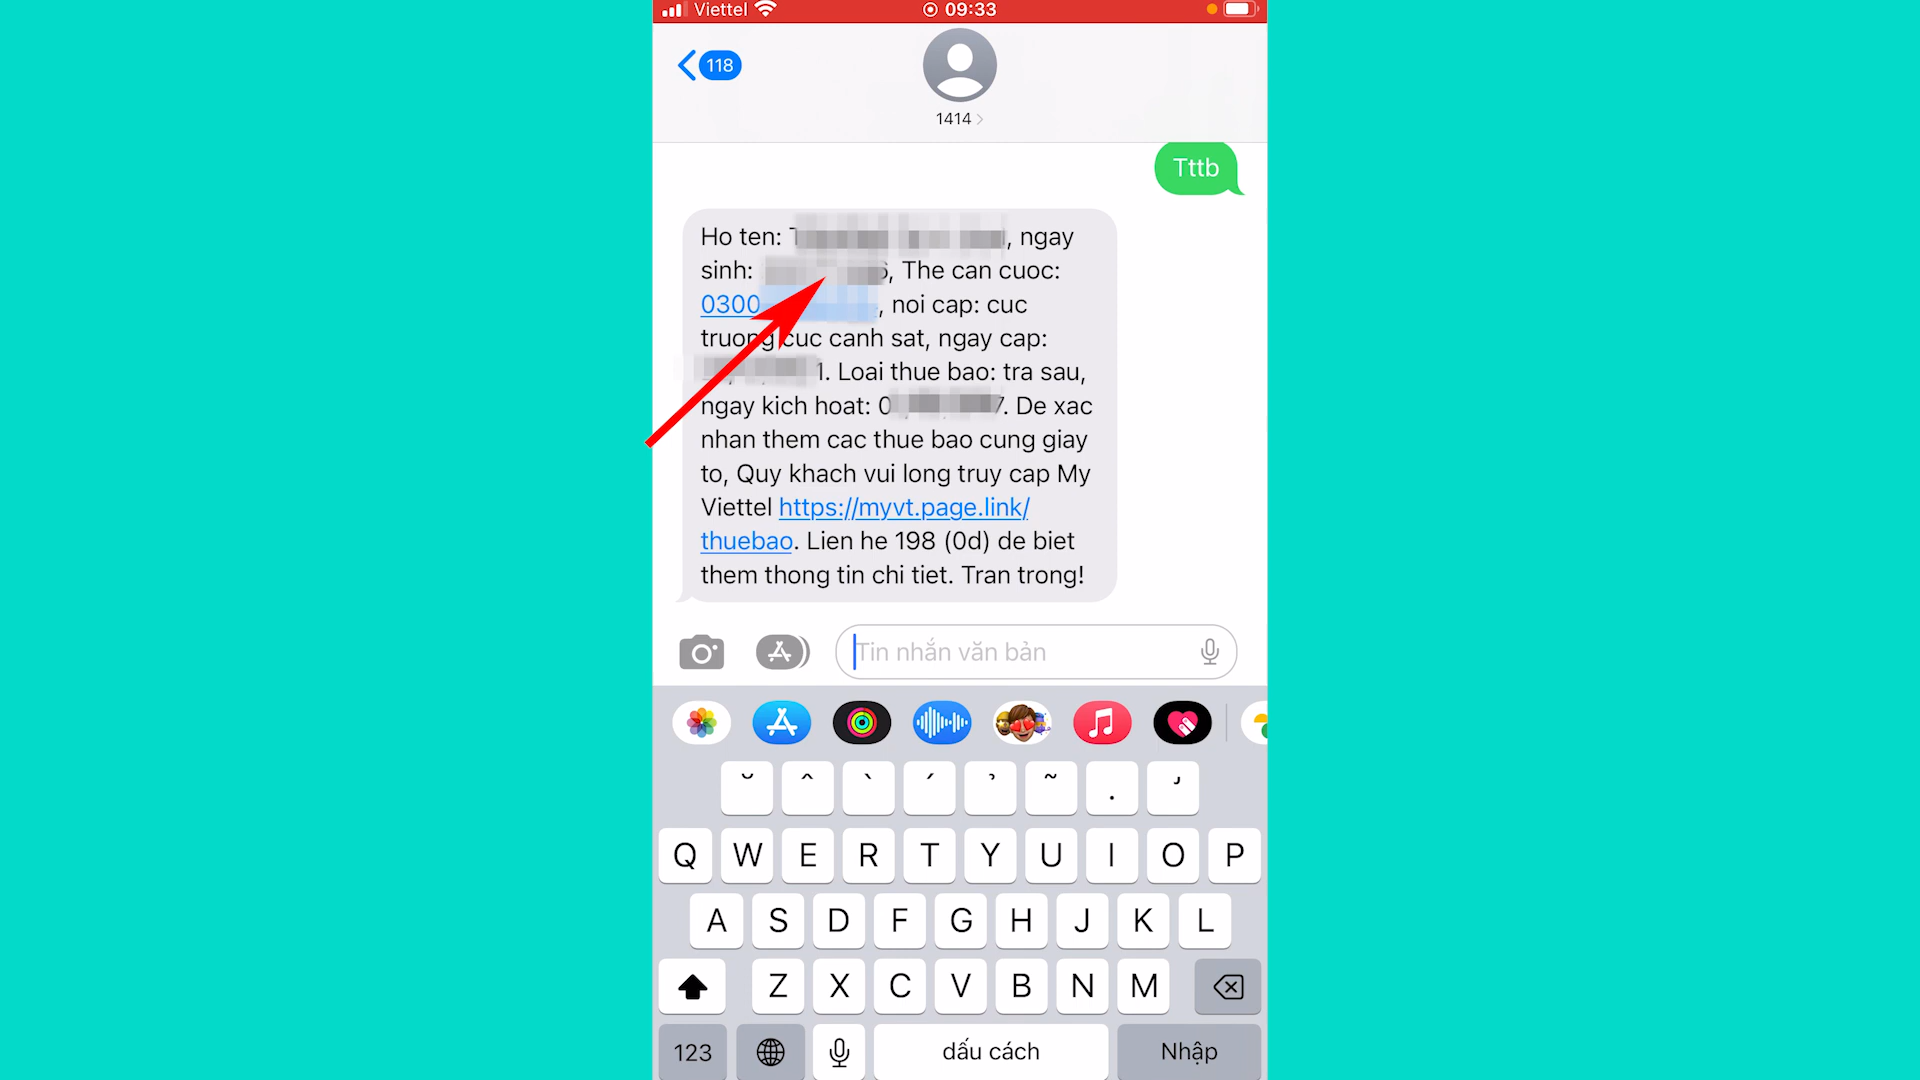 Viettel 09:33
118
1414
Tttb
Ho ten: , ngay
sinh: 6, The can cuoc:
0300 , noi cap: cuc
truong cuc canh sat, ngay cap:
1. Loai thue bao: tra sau,
ngay kich hoat: 0 7. De xac
nhan them cac thue bao cung giay
to, Quy khach vui long truy cap My
Viettel https://myvt.page.link/
thuebao. Lien he 198 (0d) de biet
them thong tin chi tiet. Tran trong!
Tin nhắn văn bản
Q W E R T Y U I O P
A S D F G H J K L
Z X C V B N M
123 dấu cách Nhập